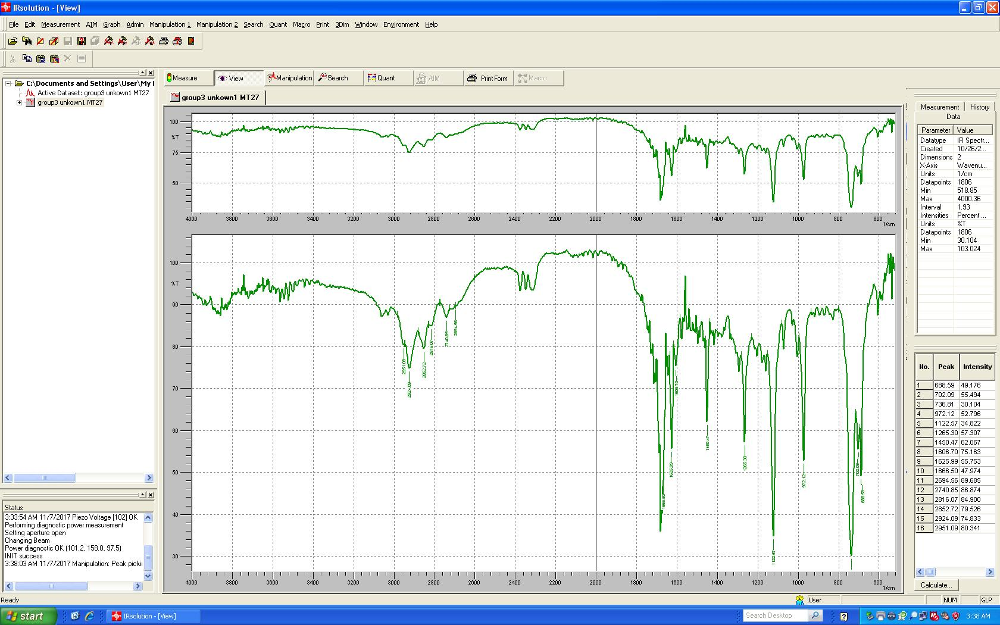 IRsolution - [View]
File Edit Measurement AIM Graph Admin Manipulation 1 Manipulation 2 Search Quant Macro Print 3Dim Window Environment Help
C:\Documents and Settings\User\My
Active Dataset: group3 unkown1 MT27
group3 unkown1 MT27
Measure View Manipulation Search Quant AIM Print Form Macro
group3 unkown1 MT27
100
%T
75
50
4000 3800 3600 3400 3200 3000 2800 2600 2400 2200 2000 1800 1600 1400 1200 1000 800 600
1/cm
100
%T
90
80
70
60
50
40
30
2951.09
2924.09
2852.72
2816.07
2740.85
2694.56
1666.50
1625.99
1606.70
1450.47
1265.30
1122.57
972.12
702.09
688.59
4000 3800 3600 3400 3200 3000 2800 2600 2400 2200 2000 1800 1600 1400 1200 1000 800 600
1/cm
Measurement History
Data
Parameter Value
Datatype IR Spectr...
Created 10/26/2...
Dimensions 2
X-Axis Wavenu...
Units 1/cm
Datapoints 1806
Min 518.85
Max 4000.36
Interval 1.93
Intensities Percent ...
Units %T
Datapoints 1806
Min 30.104
Max 103.024
No. Peak Intensity
1 688.59 49.176
2 702.09 55.494
3 736.81 30.104
4 972.12 52.796
5 1122.57 34.822
6 1265.30 57.307
7 1450.47 62.067
8 1606.70 75.163
9 1625.99 55.753
10 1666.50 47.974
11 2694.56 89.685
12 2740.85 86.874
13 2816.07 84.900
14 2852.72 79.526
15 2924.09 74.833
16 2951.09 80.341
Calculate...
Status
3:33:54 AM 11/7/2017 Piezo Voltage [102] OK
Performing diagnostic power measurement
Setting aperture open
Changing Beam
Power diagnostic OK (101.2, 158.0, 97.5)
INIT success
3:38:03 AM 11/7/2017 Manipulation: Peak pickin
Ready
User NUM GLP
start IRsolution - [View] Search Desktop 3:38 AM